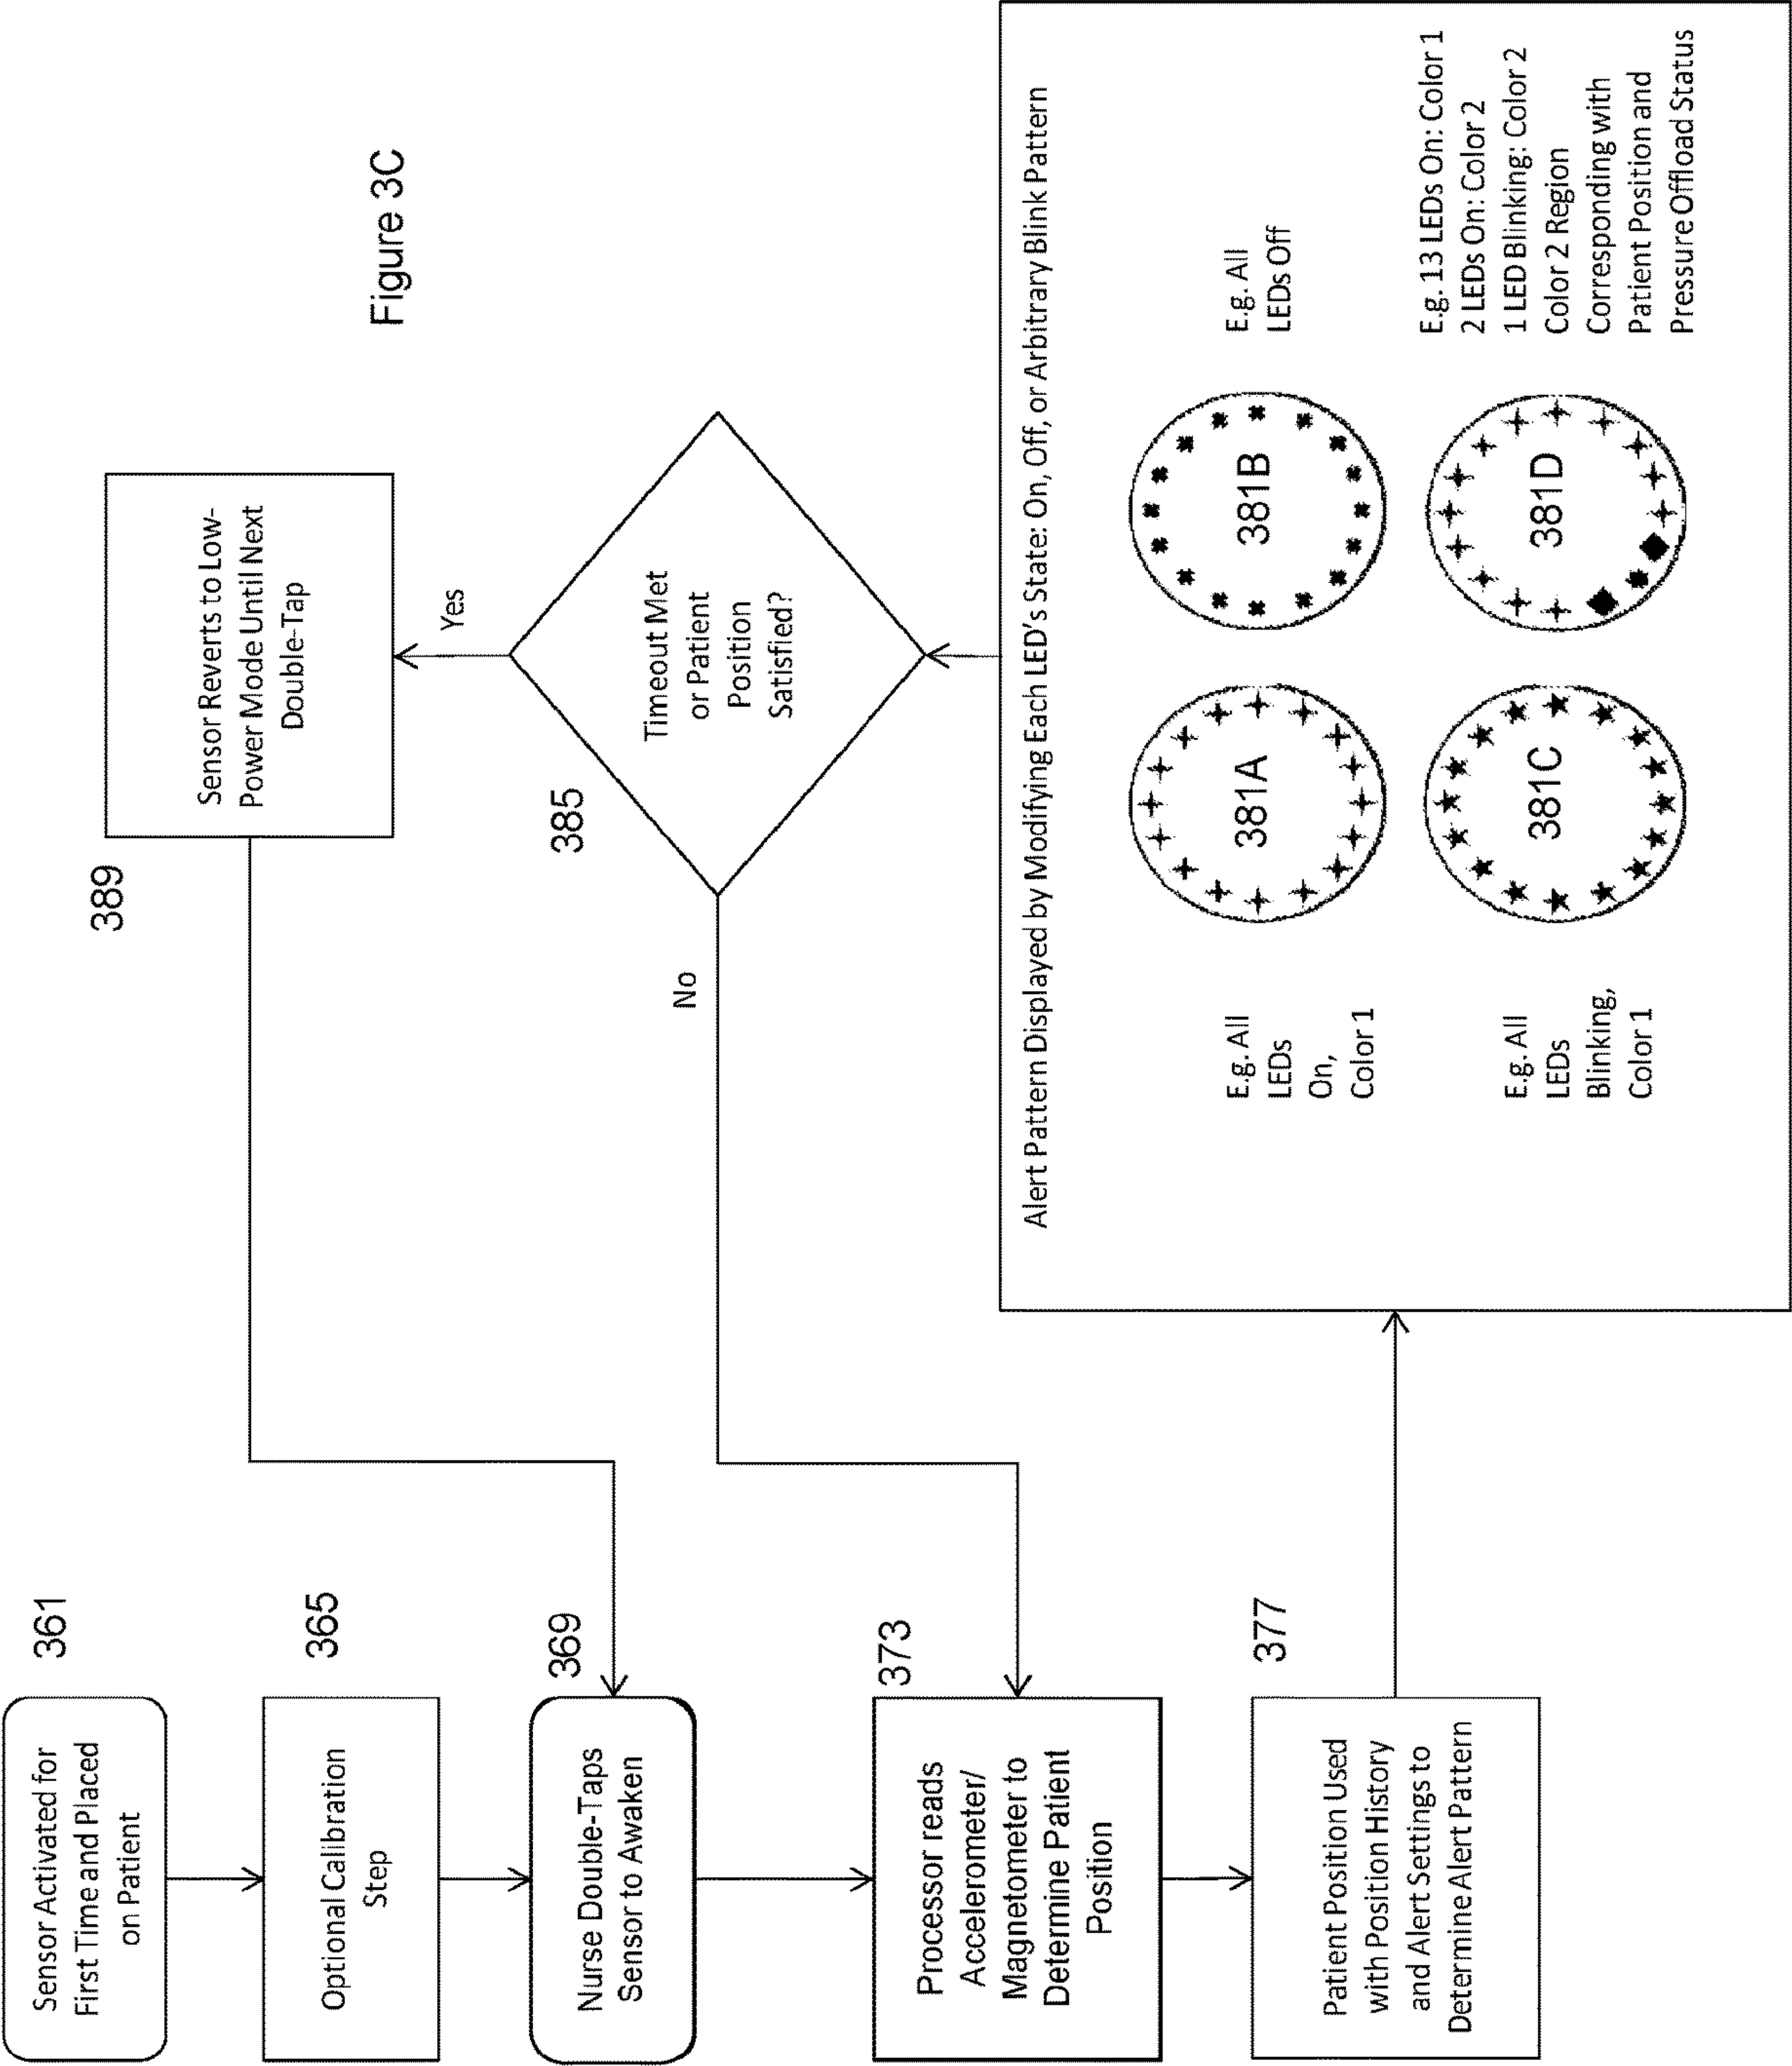 Figure 3C
361
Sensor Activated for
First Time and Placed
on Patient
365
Optional Calibration
Step
369
Nurse Double-Taps
Sensor to Awaken
373
Processor reads
Accelerometer/
Magnetometer to
Determine Patient
Position
377
Patient Position Used
with Position History
and Alert Settings to
Determine Alert Pattern
389
Sensor Reverts to Low-
Power Mode Until Next
Double-Tap
Yes
385
Timeout Met
or Patient
Position
Satisfied?
No
Alert Pattern Displayed by Modifying Each LED's State: On, Off, or Arbitrary Blink Pattern
E.g. All
LEDs
On,
Color 1
381A
381B
E.g. All
LEDs Off
E.g. All
LEDs
Blinking,
Color 1
381C
381D
E.g. 13 LEDs On: Color 1
2 LEDs On: Color 2
1 LED Blinking: Color 2
Color 2 Region
Corresponding with
Patient Position and
Pressure Offload Status